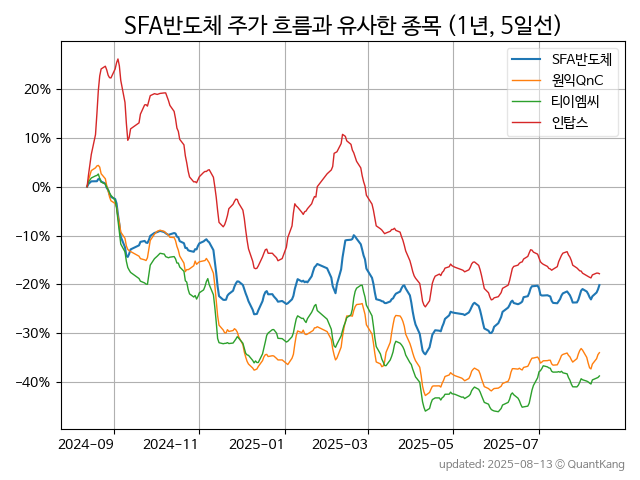 SFA반도체 주가 흐름과 유사한 종목 (1년, 5일선)
SFA반도체
원익QnC
티이엠씨
인탑스
20%
10%
0%
−10%
−20%
−30%
−40%
2024-09
2024-11
2025-01
2025-03
2025-05
2025-07
updated: 2025-08-13 © QuantKang